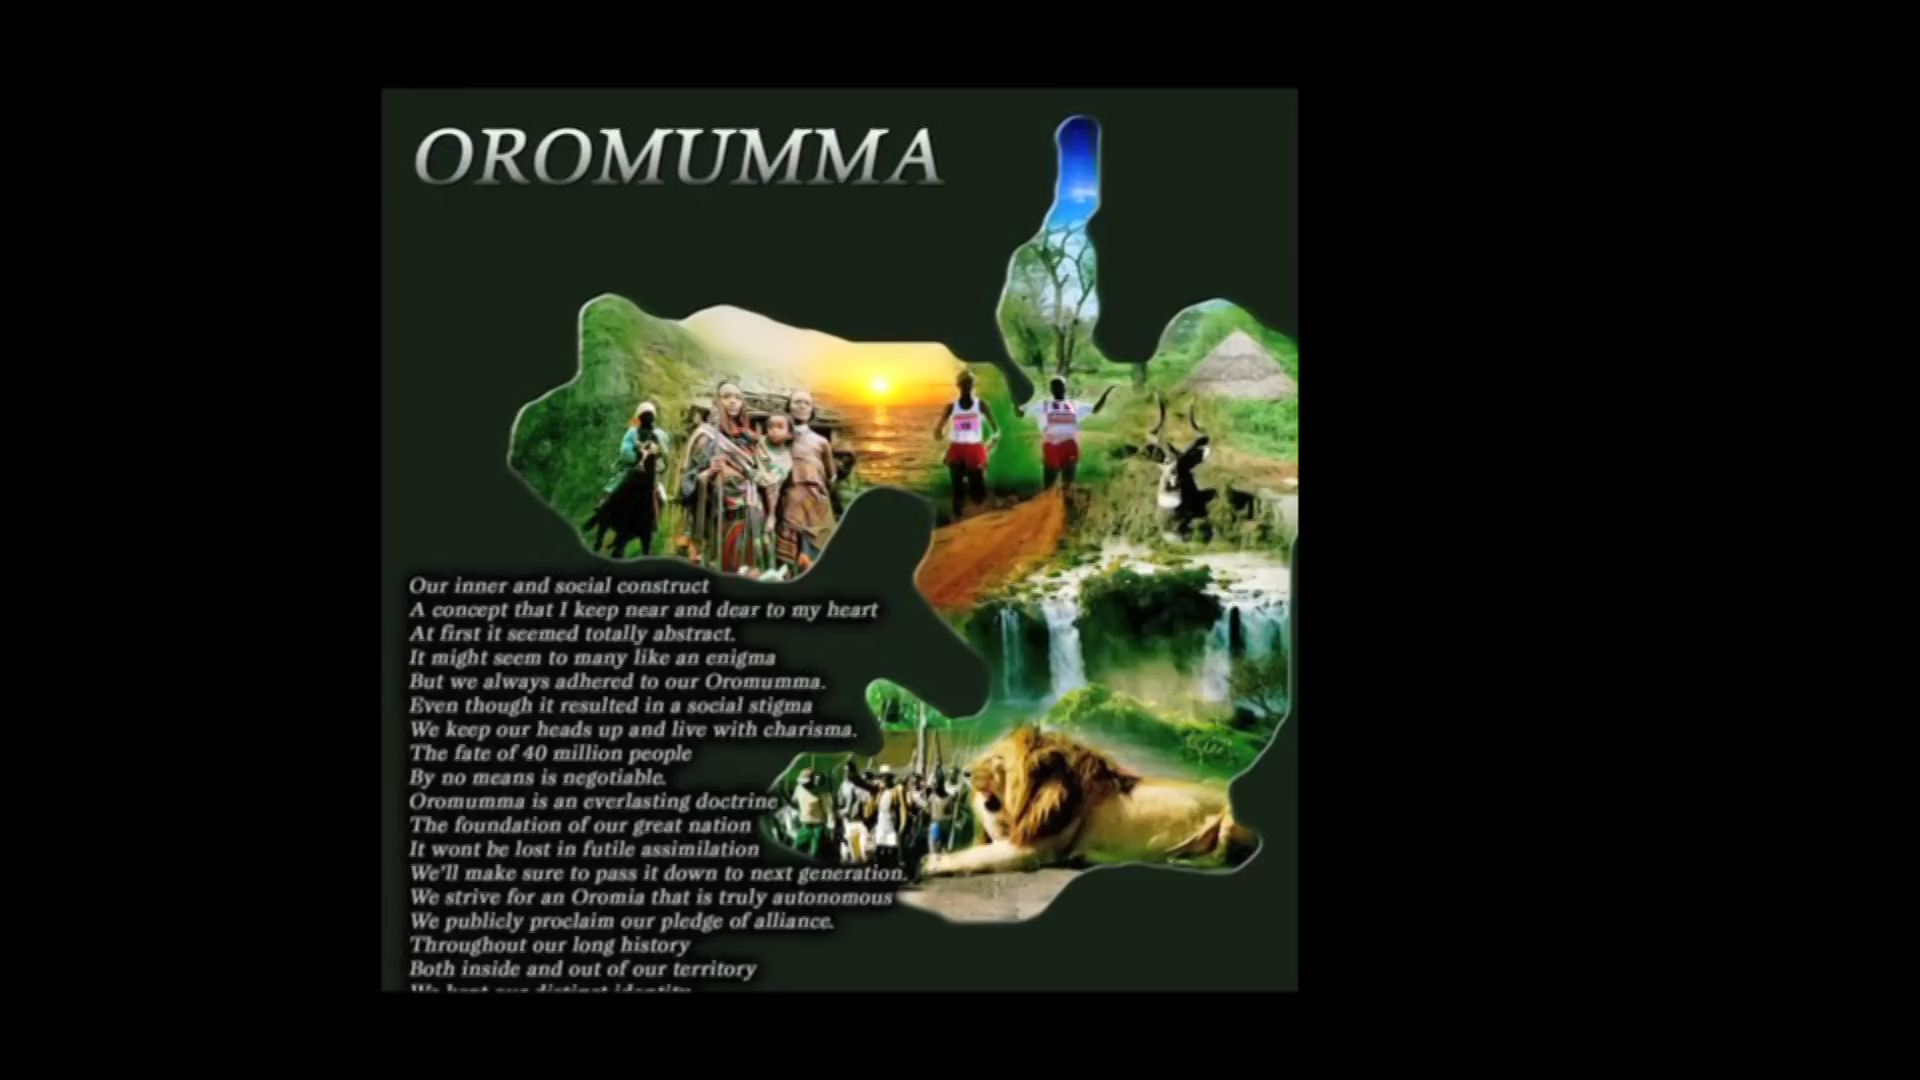 OROMUMMA
Our inner and social construct
A concept that I keep near and dear to my heart
At first it seemed totally abstract.
It might seem to many like an enigma
But we always adhered to our Oromumma.
Even though it resulted in a social stigma
We keep our heads up and live with charisma.
The fate of 40 million people
By no means is negotiable.
Oromumma is an everlasting doctrine
The foundation of our great nation
It wont be lost in futile assimilation
We'll make sure to pass it down to next generation.
We strive for an Oromia that is truly autonomous
We publicly proclaim our pledge of alliance.
Throughout our long history
Both inside and out of our territory
We kept our distinct identity